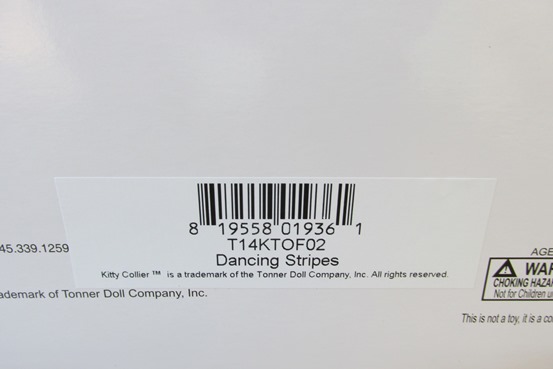 8 19558 01936 1
T14KTOF02
Dancing Stripes
Kitty Collier ™ is a trademark of the Tonner Doll Company, Inc. All rights reserved.
45.339.1259
ademark of Tonner Doll Company, Inc.
AGE
WAR
CHOKING HAZA
Not for Children u
This is not a toy, it is a co